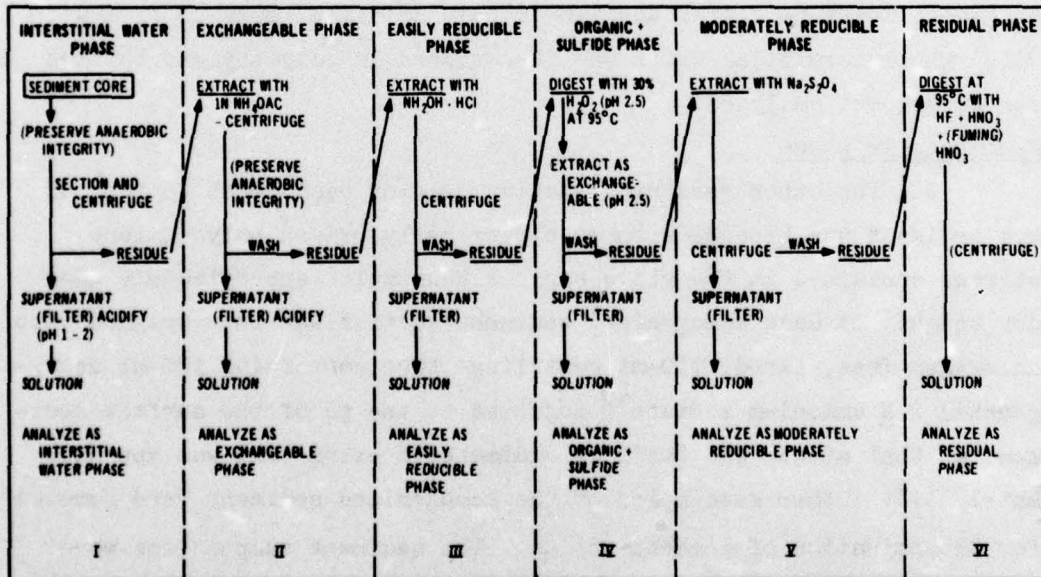 INTERSTITIAL WATER
PHASE
SEDIMENT CORE
(PRESERVE ANAEROBIC
INTEGRITY)
SECTION AND
CENTRIFUGE
RESIDUE
SUPERNATANT
(FILTER) ACIDIFY
(pH 1 - 2)
SOLUTION
ANALYZE AS
INTERSTITIAL
WATER PHASE
I
EXCHANGEABLE PHASE
EXTRACT WITH
1N NH4OAC
- CENTRIFUGE
(PRESERVE
ANAEROBIC
INTEGRITY)
WASH
RESIDUE
SUPERNATANT
(FILTER) ACIDIFY
SOLUTION
ANALYZE AS
EXCHANGEABLE
PHASE
II
EASILY REDUCIBLE
PHASE
EXTRACT WITH
NH2OH · HCl
CENTRIFUGE
WASH
RESIDUE
SUPERNATANT
(FILTER)
SOLUTION
ANALYZE AS
EASILY
REDUCIBLE
PHASE
III
ORGANIC +
SULFIDE PHASE
DIGEST WITH 30%
H2O2 (pH 2.5)
AT 95°C
EXTRACT AS
EXCHANGE-
ABLE (pH 2.5)
WASH
RESIDUE
SUPERNATANT
(FILTER)
SOLUTION
ANALYZE AS
ORGANIC +
SULFIDE
PHASE
IV
MODERATELY REDUCIBLE
PHASE
EXTRACT WITH Na2S2O4
CENTRIFUGE WASH RESIDUE
SUPERNATANT
(FILTER)
SOLUTION
ANALYZE AS MODERATELY
REDUCIBLE PHASE
V
RESIDUAL PHASE
DIGEST AT
95°C WITH
HF + HNO3
+ (FUMING)
HNO3
(CENTRIFUGE)
SOLUTION
ANALYZE AS
RESIDUAL PHASE
VI